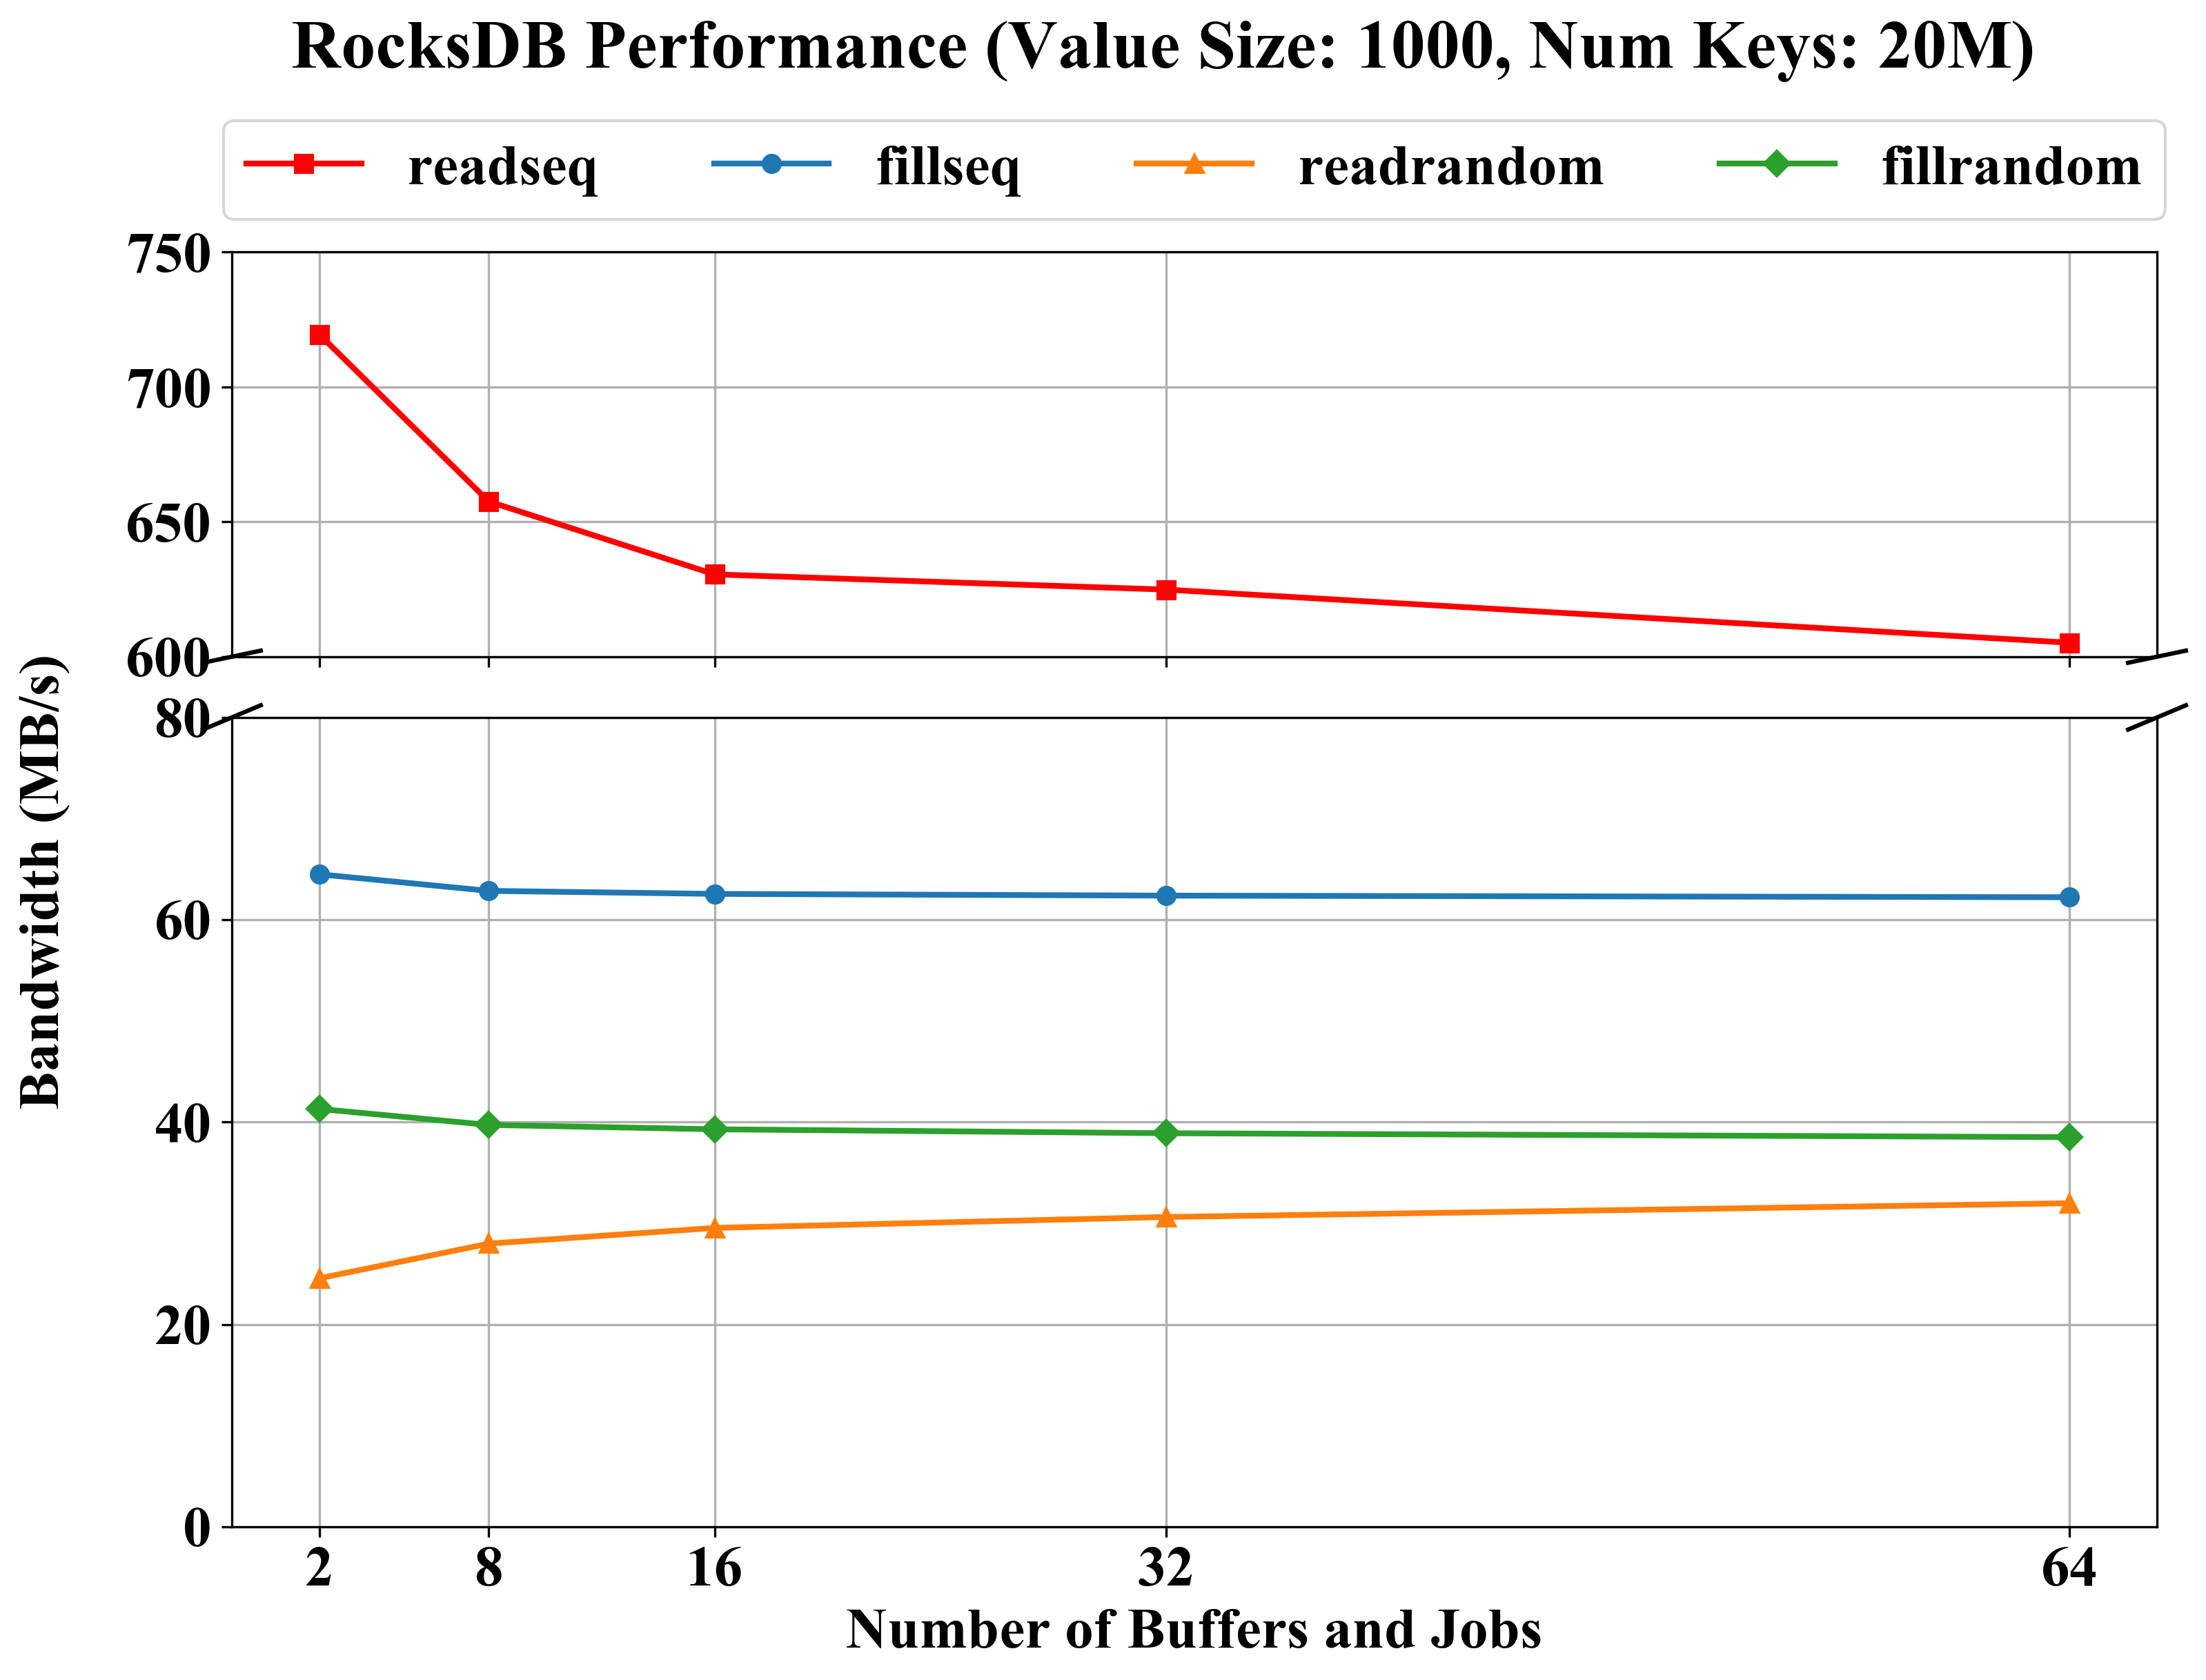 RocksDB Performance (Value Size: 1000, Num Keys: 20M)
readseq fillseq readrandom fillrandom
750
700
650
600
80
60
40
20
0
Bandwidth (MB/s)
2 8 16 32 64
Number of Buffers and Jobs